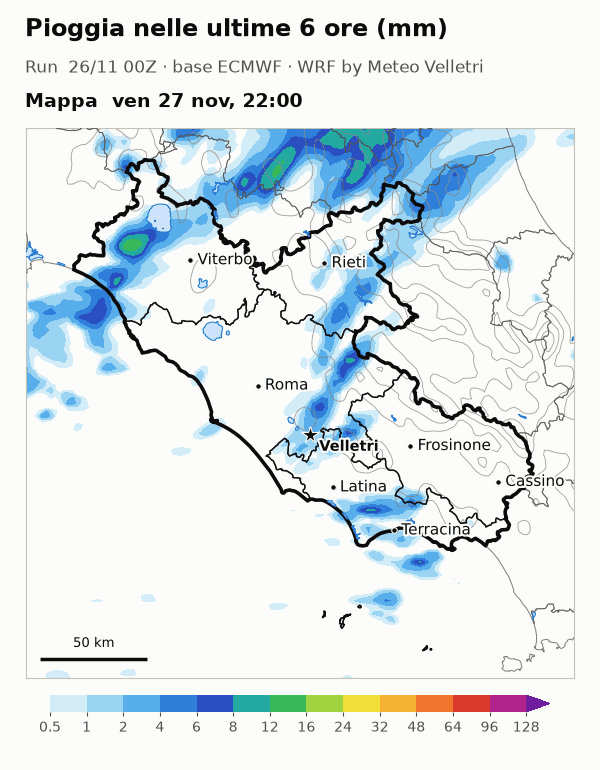 Pioggia nelle ultime 6 ore (mm)
Run  26/11 00Z · base ECMWF · WRF by Meteo Velletri
Mappa  ven 27 nov, 22:00
Viterbo
Rieti
Roma
Velletri
Frosinone
Cassino
Latina
Terracina
50 km
0.5 1 2 4 6 8 12 16 24 32 48 64 96 128